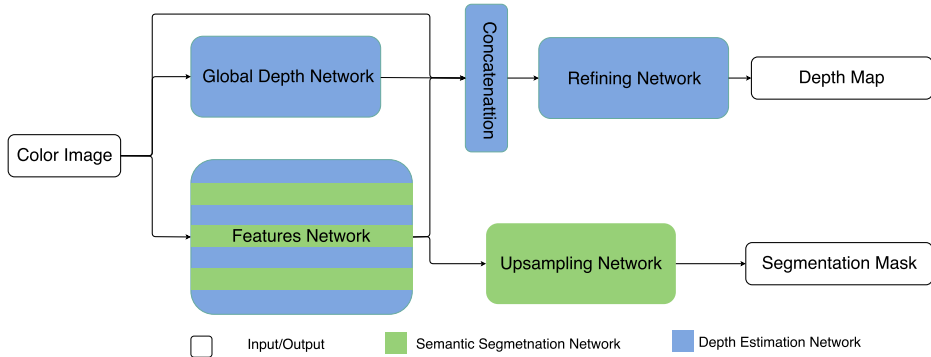 Color Image
Global Depth Network
Concatenattion
Refining Network
Depth Map
Features Network
Upsampling Network
Segmentation Mask
Input/Output
Semantic Segmetnation Network
Depth Estimation Network